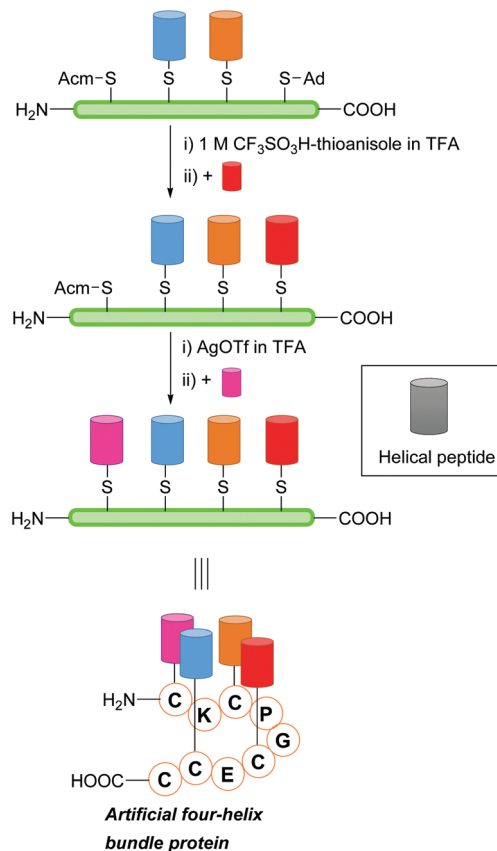 Acm–S S S S–Ad
H₂N COOH
i) 1 M CF₃SO₃H-thioanisole in TFA
ii) +
Acm–S S S S
H₂N COOH
i) AgOTf in TFA
ii) +
Helical peptide
S S S S
H₂N COOH
H₂N C K C P
G
HOOC C C E C
Artificial four-helix
bundle protein